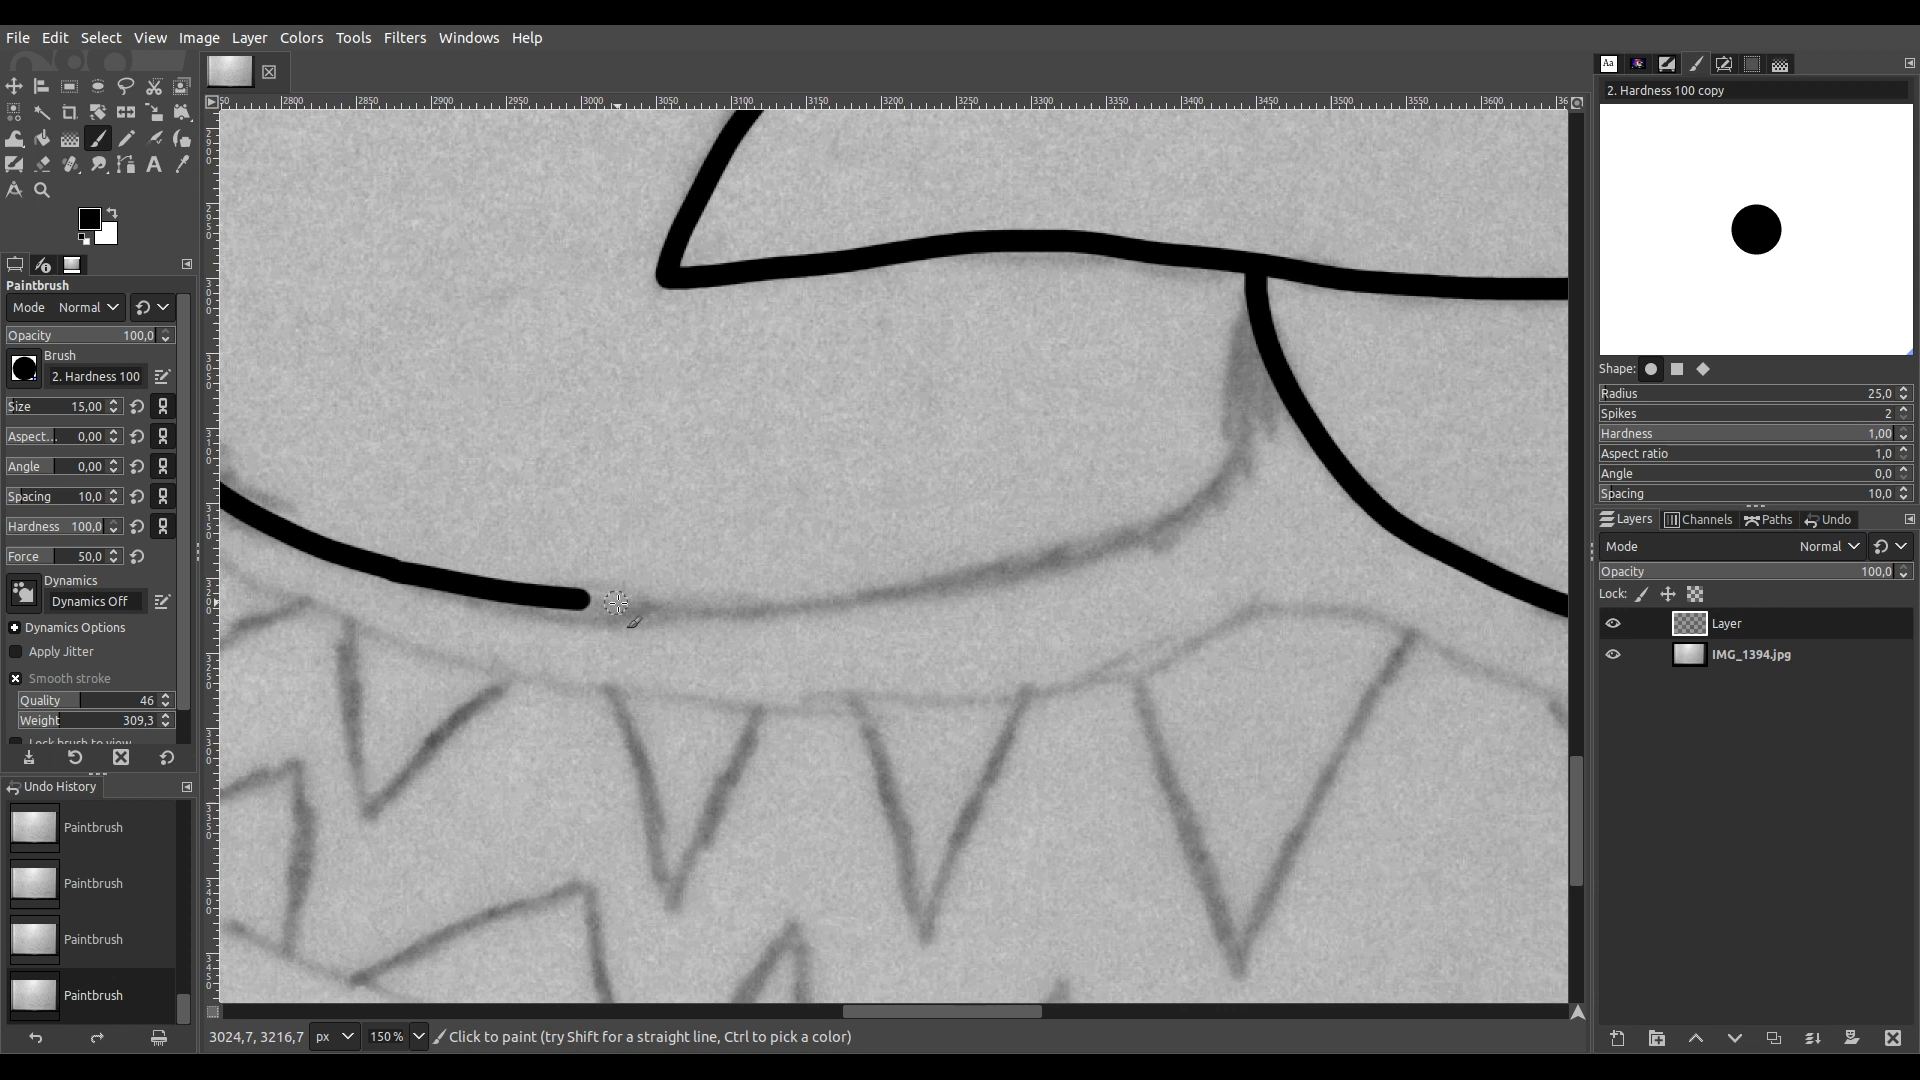 File Edit Select View Image Layer Colors Tools Filters Windows Help
2. Hardness 100 copy
2800 2850 2900 2950 3000 3050 3100 3150 3200 3250 3300 3350 3400 3450 3500 3550 3600
Paintbrush
Mode Normal
Opacity 100,0
Brush
2. Hardness 100
Size 15,00
Aspect... 0,00
Angle 0,00
Spacing 10,0
Hardness 100,0
Force 50,0
Dynamics
Dynamics Off
Dynamics Options
Apply Jitter
Smooth stroke
Quality 46
Weight 309,3
Lock brush to view
Undo History
Paintbrush
Paintbrush
Paintbrush
Paintbrush
Shape:
Radius 25,0
Spikes 2
Hardness 1,00
Aspect ratio 1,0
Angle 0,0
Spacing 10,0
Layers Channels Paths Undo
Mode Normal
Opacity 100,0
Lock:
Layer
IMG_1394.jpg
3024,7, 3216,7 px 150 % Click to paint (try Shift for a straight line, Ctrl to pick a color)